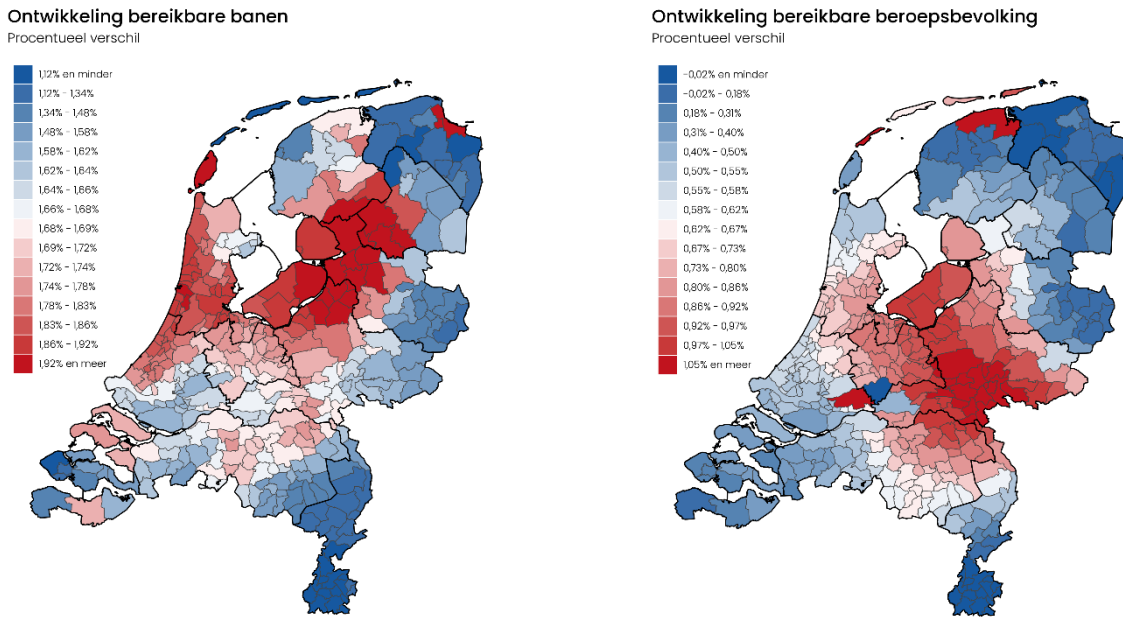 Ontwikkeling bereikbare banen
Procentueel verschil
1,12% en minder
1,12% - 1,34%
1,34% - 1,48%
1,48% - 1,58%
1,58% - 1,62%
1,62% - 1,64%
1,64% - 1,66%
1,66% - 1,68%
1,68% - 1,69%
1,69% - 1,72%
1,72% - 1,74%
1,74% - 1,78%
1,78% - 1,83%
1,83% - 1,86%
1,86% - 1,92%
1,92% en meer
Ontwikkeling bereikbare beroepsbevolking
Procentueel verschil
-0,02% en minder
-0,02% - 0,18%
0,18% - 0,31%
0,31% - 0,40%
0,40% - 0,50%
0,50% - 0,55%
0,55% - 0,58%
0,58% - 0,62%
0,62% - 0,67%
0,67% - 0,73%
0,73% - 0,80%
0,80% - 0,86%
0,86% - 0,92%
0,92% - 0,97%
0,97% - 1,05%
1,05% en meer